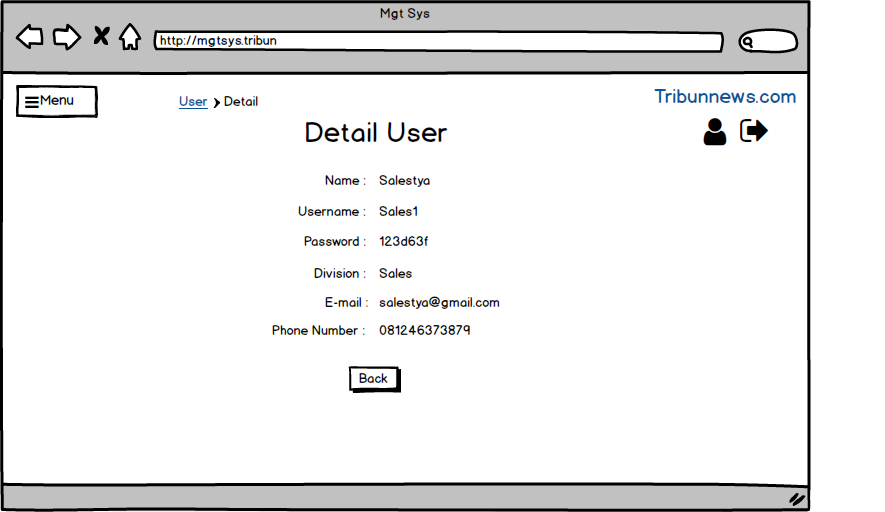 Mgt Sys
http://mgtsys.tribun
Menu
User > Detail
Tribunnews.com
Detail User
Name : Salestya
Username : Sales1
Password : 123d63f
Division : Sales
E-mail : salestya@gmail.com
Phone Number : 081246373879
Back